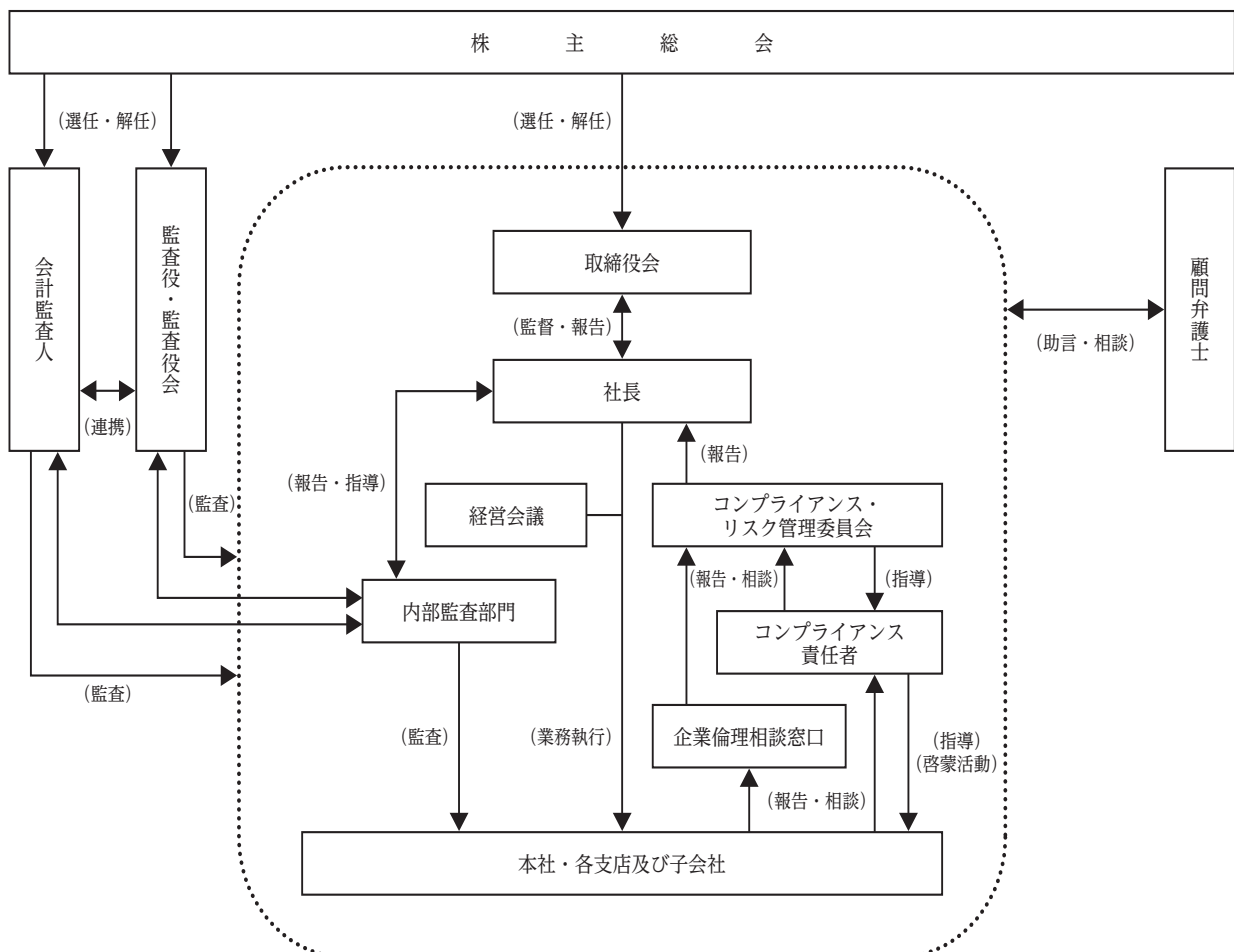 株主総会
（選任・解任）
（選任・解任）
会計監査人
監査役・監査役会
（連携）
取締役会
（監督・報告）
社長
顧問弁護士
（助言・相談）
（報告）
（報告・指導）
（監査）
経営会議
コンプライアンス・
リスク管理委員会
（報告・相談）
（指導）
内部監査部門
コンプライアンス
責任者
（監査）
（監査）
（業務執行）
企業倫理相談窓口
（指導）
（啓蒙活動）
（報告・相談）
本社・各支店及び子会社